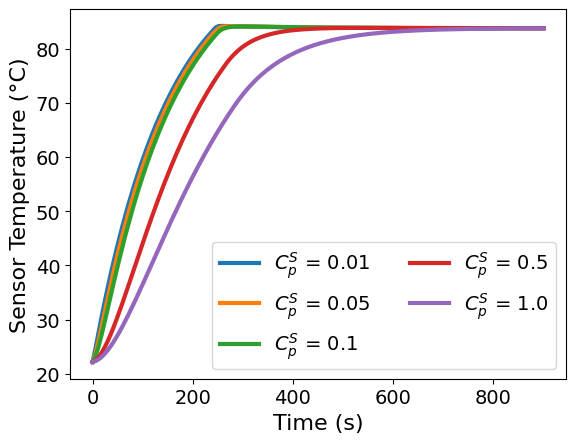 Sensor Temperature (°C)
80
70
60
50
40
30
20
0 200 400 600 800
Time (s)
$C_p^S$ = 0.01
$C_p^S$ = 0.05
$C_p^S$ = 0.1
$C_p^S$ = 0.5
$C_p^S$ = 1.0